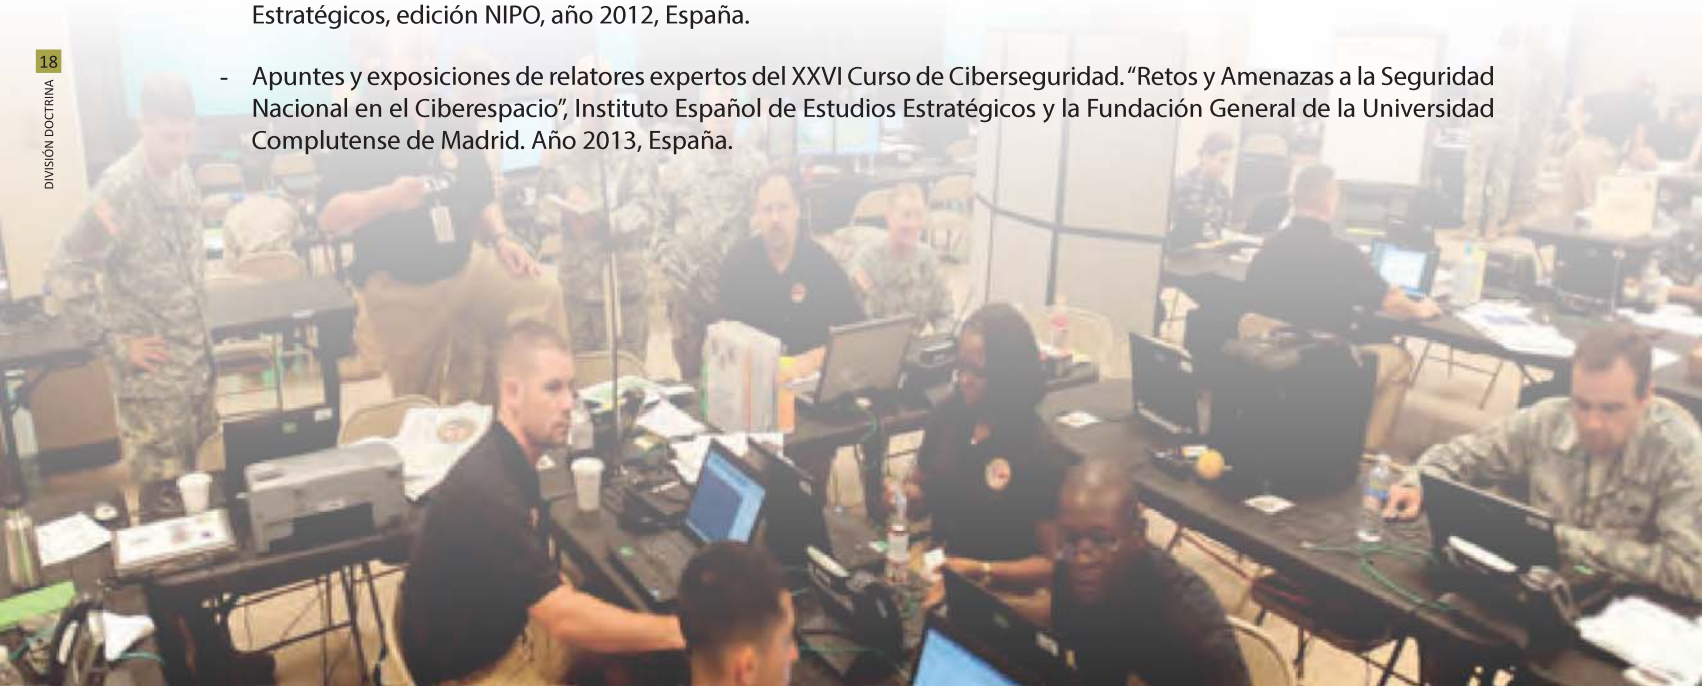 Estratégicos, edición NIPO, año 2012, España.
18
DIVISIÓN DOCTRINA
- Apuntes y exposiciones de relatores expertos del XXVI Curso de Ciberseguridad. “Retos y Amenazas a la Seguridad
Nacional en el Ciberespacio”, Instituto Español de Estudios Estratégicos y la Fundación General de la Universidad
Complutense de Madrid. Año 2013, España.